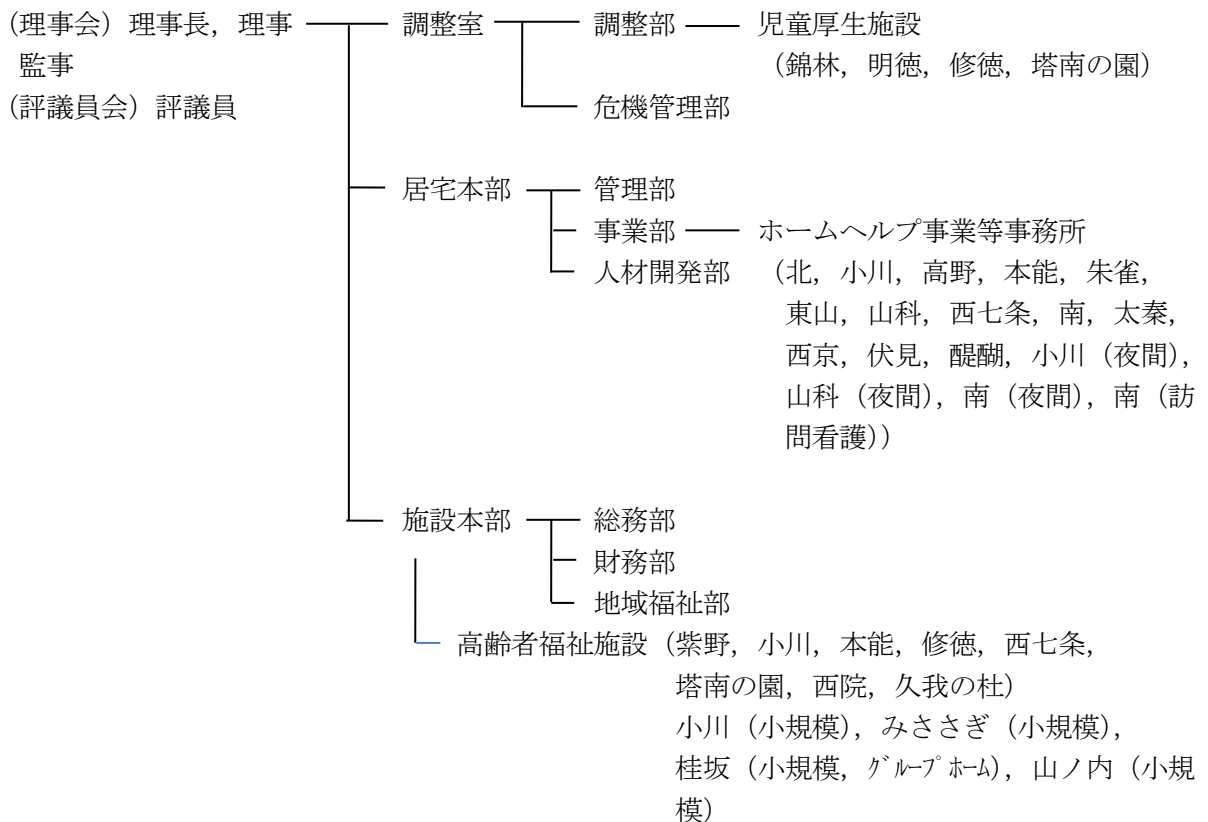 (理事会）理事長，理事 調整室 調整部 児童厚生施設
監事 （錦林，明徳，修徳，塔南の園）
(評議員会）評議員 危機管理部
居宅本部 管理部
事業部 ホームヘルプ事業等事務所
人材開発部 （北，小川，高野，本能，朱雀，
東山，山科，西七条，南，太秦，
西京，伏見，醍醐，小川（夜間），
山科（夜間），南（夜間），南（訪
問看護））
施設本部 総務部
財務部
地域福祉部
高齢者福祉施設（紫野，小川，本能，修徳，西七条，
塔南の園，西院，久我の杜）
小川（小規模），みささぎ（小規模），
桂坂（小規模，ｸﾞﾙｰﾌﾟﾎｰﾑ），山ノ内（小規
模）